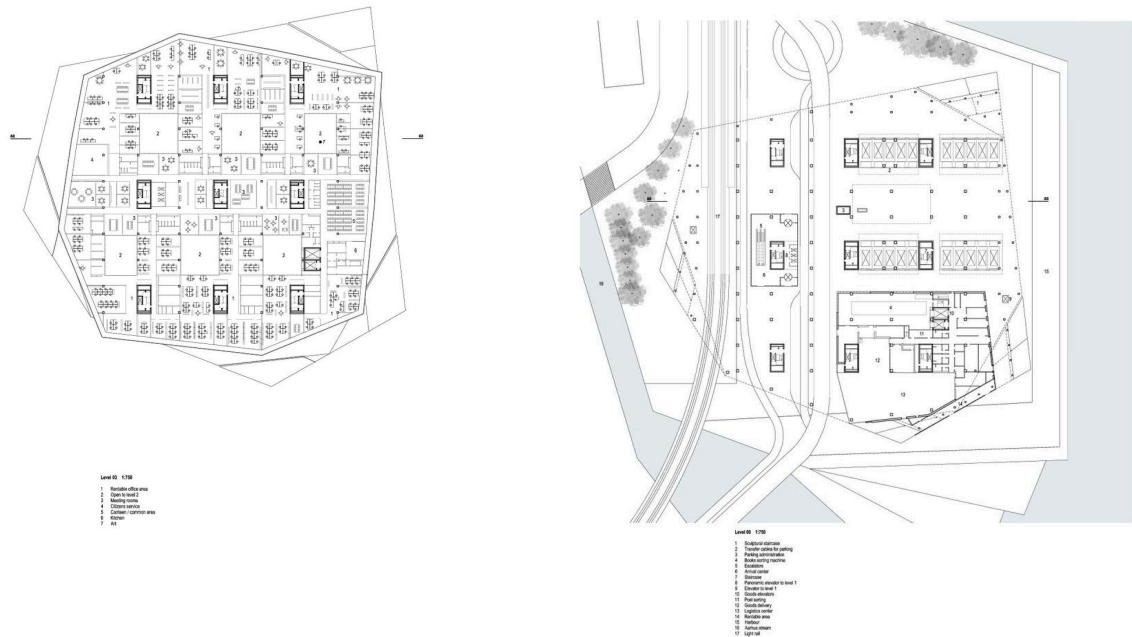 Level 03 1:750
1 Rentable office area
2 Open to level 2
3 Meeting rooms
4 Citizens service
5 Canteen / common area
6 Kitchen
7 Art
Level 00 1:750
1 Sculptural staircase
2 Transfer cabins for parking
3 Parking administration
4 Books sorting machine
5 Escalators
6 Arrival center
7 Staircase
8 Panoramic elevator to level 1
9 Elevator to level 1
10 Goods elevators
11 Post sorting
12 Goods delivery
13 Logistics center
14 Rentable area
15 Harbour
16 Aarhus stream
17 Light rail